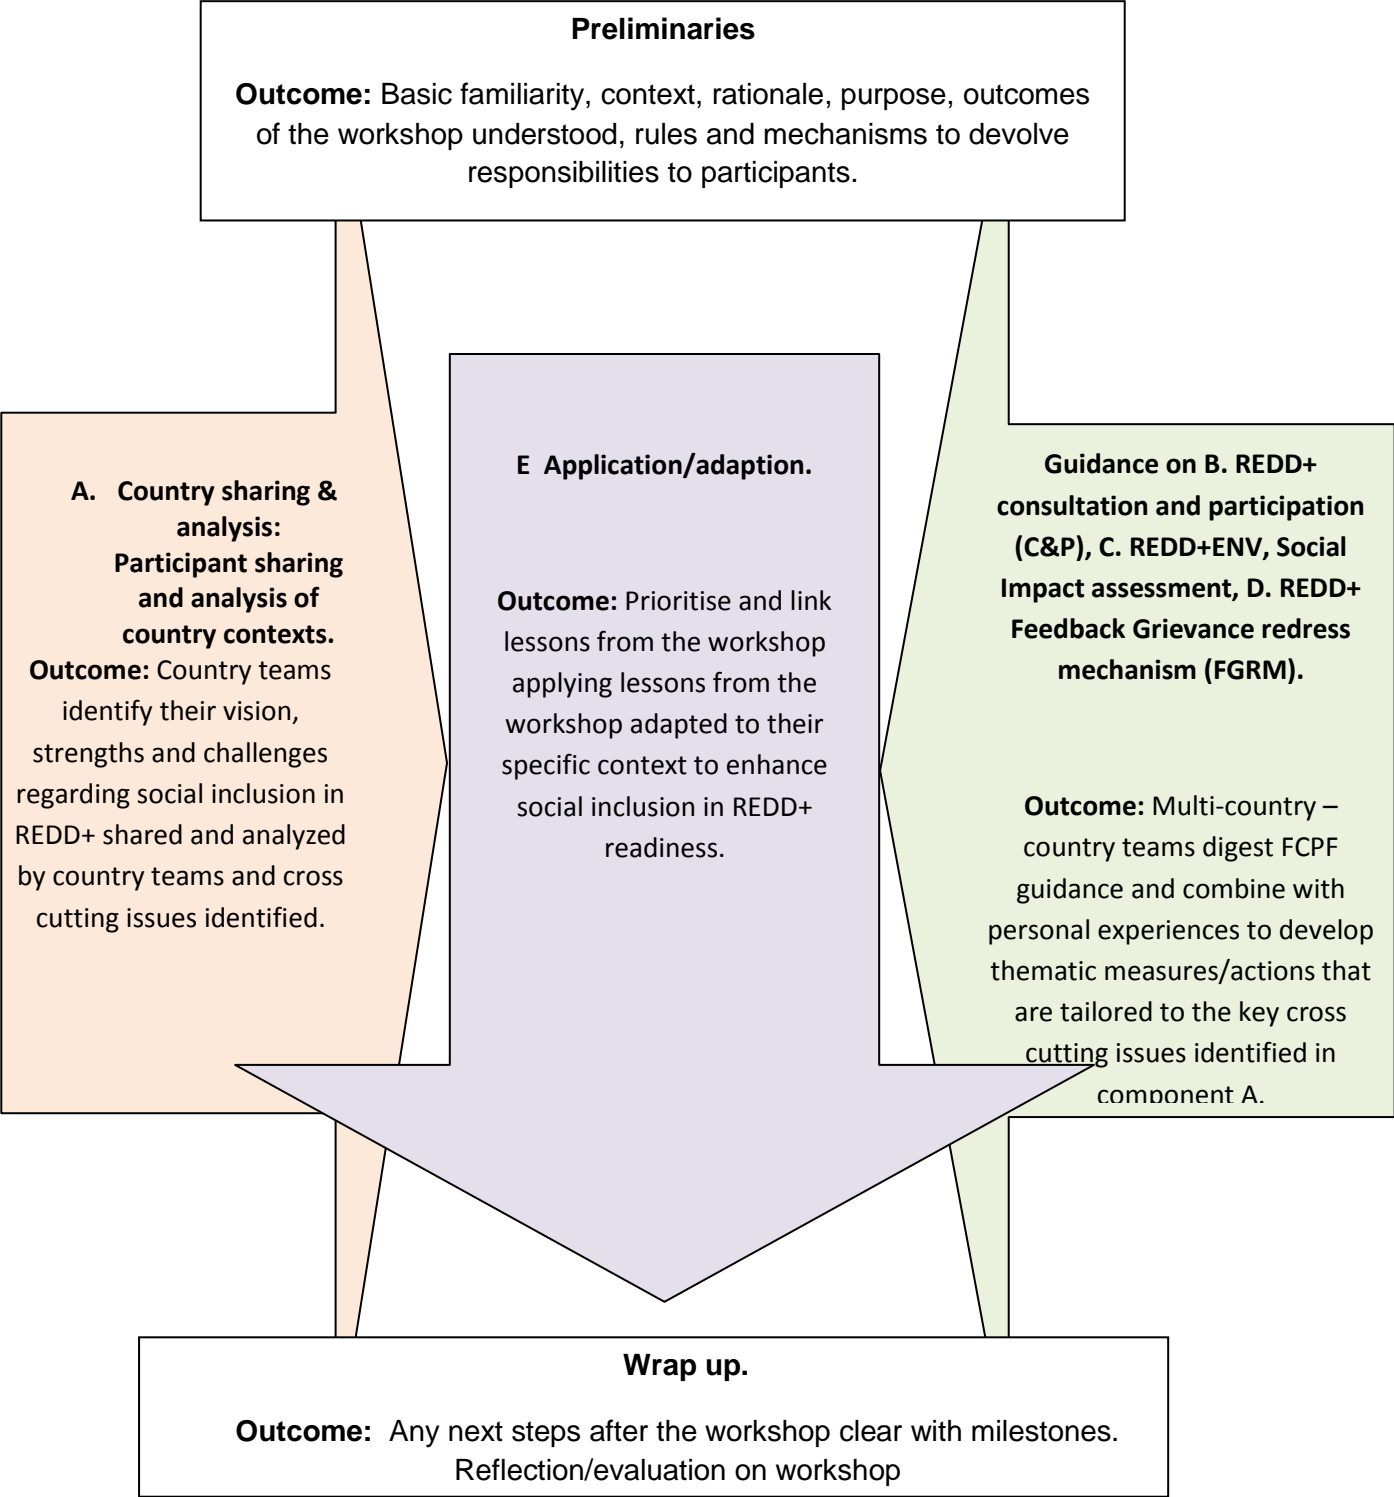 Preliminaries
Outcome: Basic familiarity, context, rationale, purpose, outcomes
of the workshop understood, rules and mechanisms to devolve
responsibilities to participants.
A. Country sharing &
analysis:
Participant sharing
and analysis of
country contexts.
Outcome: Country teams
identify their vision,
strengths and challenges
regarding social inclusion in
REDD+ shared and analyzed
by country teams and cross
cutting issues identified.
E Application/adaption.
Outcome: Prioritise and link
lessons from the workshop
applying lessons from the
workshop adapted to their
specific context to enhance
social inclusion in REDD+
readiness.
Guidance on B. REDD+
consultation and participation
(C&P), C. REDD+ENV, Social
Impact assessment, D. REDD+
Feedback Grievance redress
mechanism (FGRM).
Outcome: Multi-country –
country teams digest FCPF
guidance and combine with
personal experiences to develop
thematic measures/actions that
are tailored to the key cross
cutting issues identified in
component A.
Wrap up.
Outcome: Any next steps after the workshop clear with milestones.
Reflection/evaluation on workshop